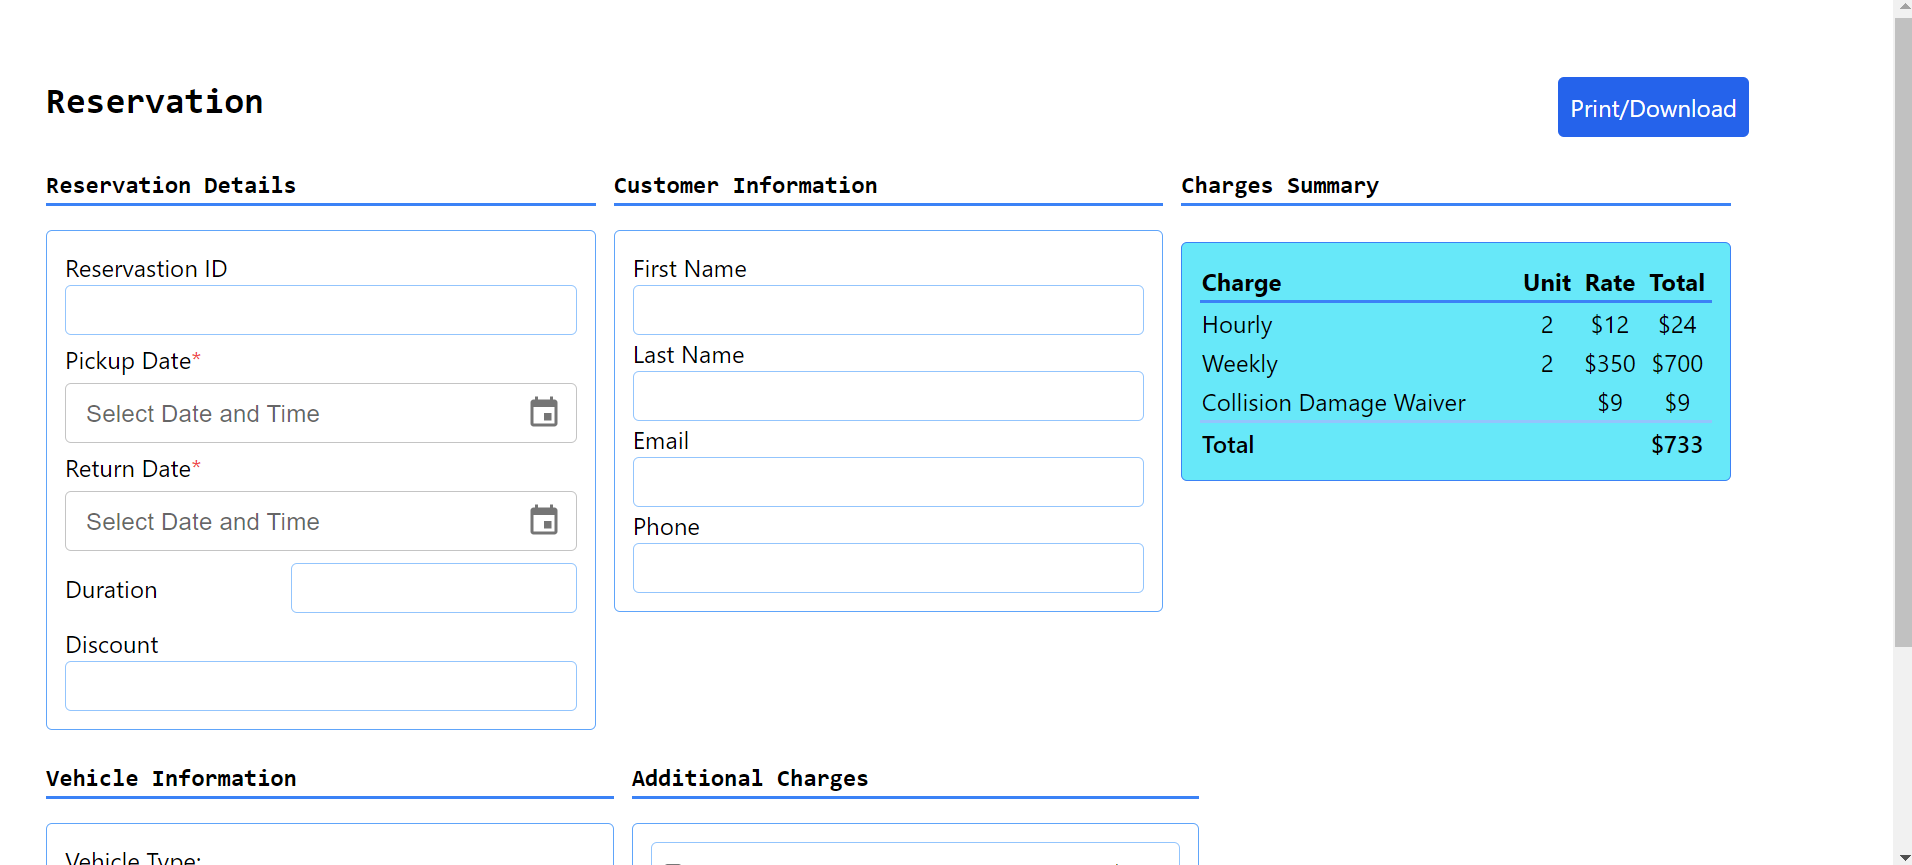 Reservation
Print/Download
Reservation Details
Reservastion ID
Pickup Date*
Select Date and Time
Return Date*
Select Date and Time
Duration
Discount
Customer Information
First Name
Last Name
Email
Phone
Charges Summary
Charge Unit Rate Total
Hourly 2 $12 $24
Weekly 2 $350 $700
Collision Damage Waiver $9 $9
Total $733
Vehicle Information
Vehicle Type:
Additional Charges